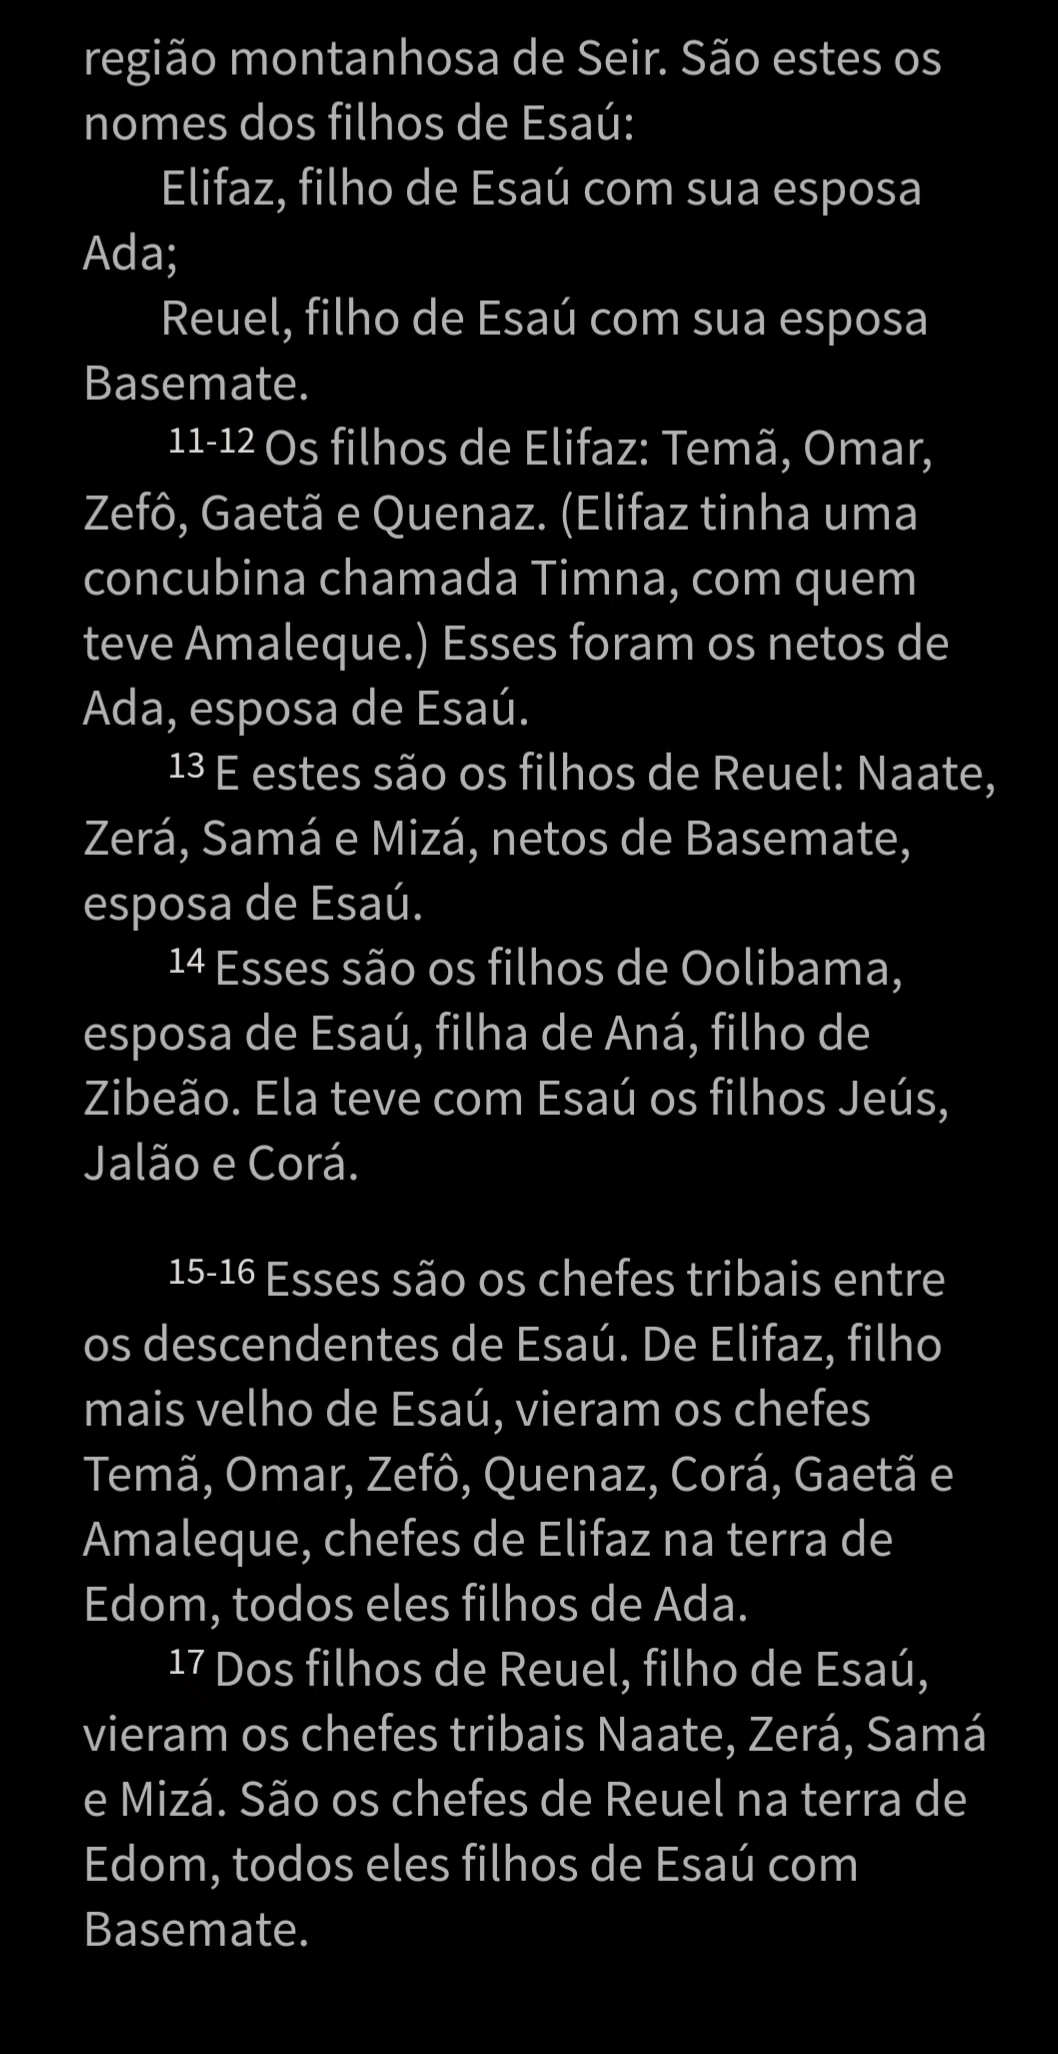 região montanhosa de Seir. São estes os
nomes dos filhos de Esaú:
Elifaz, filho de Esaú com sua esposa
Ada;
Reuel, filho de Esaú com sua esposa
Basemate.
11-12 Os filhos de Elifaz: Temã, Omar,
Zefô, Gaetã e Quenaz. (Elifaz tinha uma
concubina chamada Timna, com quem
teve Amaleque.) Esses foram os netos de
Ada, esposa de Esaú.
13 E estes são os filhos de Reuel: Naate,
Zerá, Samá e Mizá, netos de Basemate,
esposa de Esaú.
14 Esses são os filhos de Oolibama,
esposa de Esaú, filha de Aná, filho de
Zibeão. Ela teve com Esaú os filhos Jeús,
Jalão e Corá.
15-16 Esses são os chefes tribais entre
os descendentes de Esaú. De Elifaz, filho
mais velho de Esaú, vieram os chefes
Temã, Omar, Zefô, Quenaz, Corá, Gaetã e
Amaleque, chefes de Elifaz na terra de
Edom, todos eles filhos de Ada.
17 Dos filhos de Reuel, filho de Esaú,
vieram os chefes tribais Naate, Zerá, Samá
e Mizá. São os chefes de Reuel na terra de
Edom, todos eles filhos de Esaú com
Basemate.